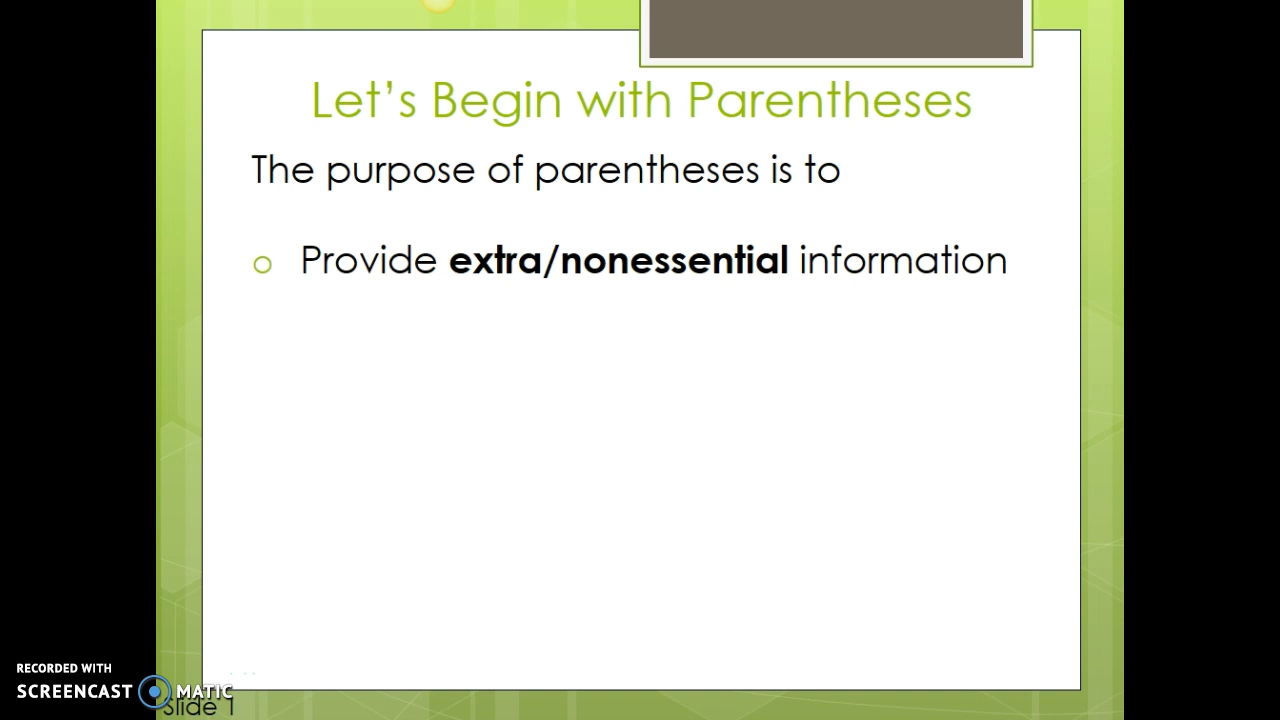 Let's Begin with Parentheses
The purpose of parentheses is to
o Provide extra/nonessential information
RECORDED WITH
SCREENCAST MATIC
Slide 1